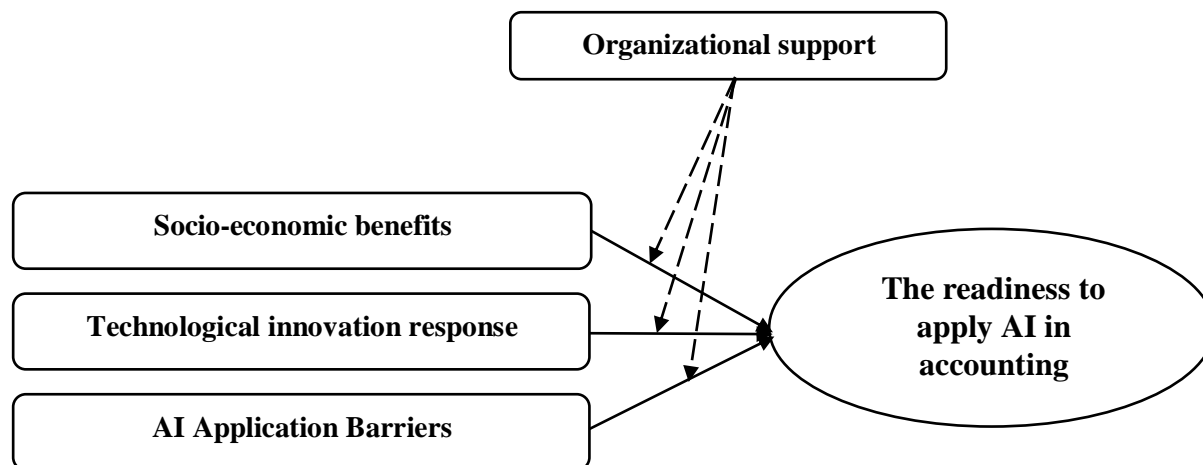 Organizational support
Socio-economic benefits
Technological innovation response
AI Application Barriers
The readiness to
apply AI in
accounting